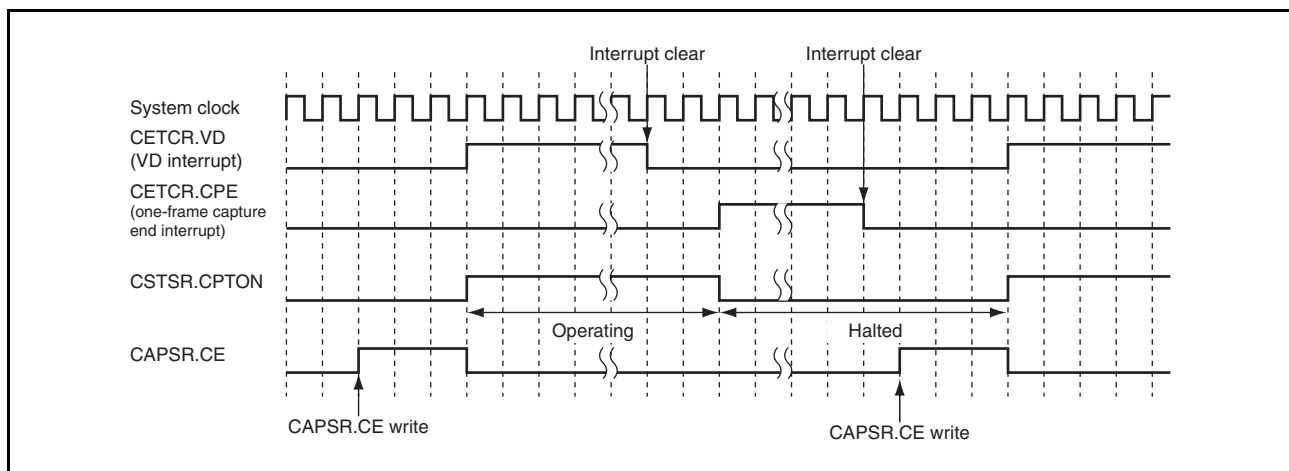 Interrupt clear Interrupt clear
System clock
CETCR.VD
(VD interrupt)
CETCR.CPE
(one-frame capture
end interrupt)
CSTSR.CPTON
Operating Halted
CAPSR.CE
CAPSR.CE write CAPSR.CE write